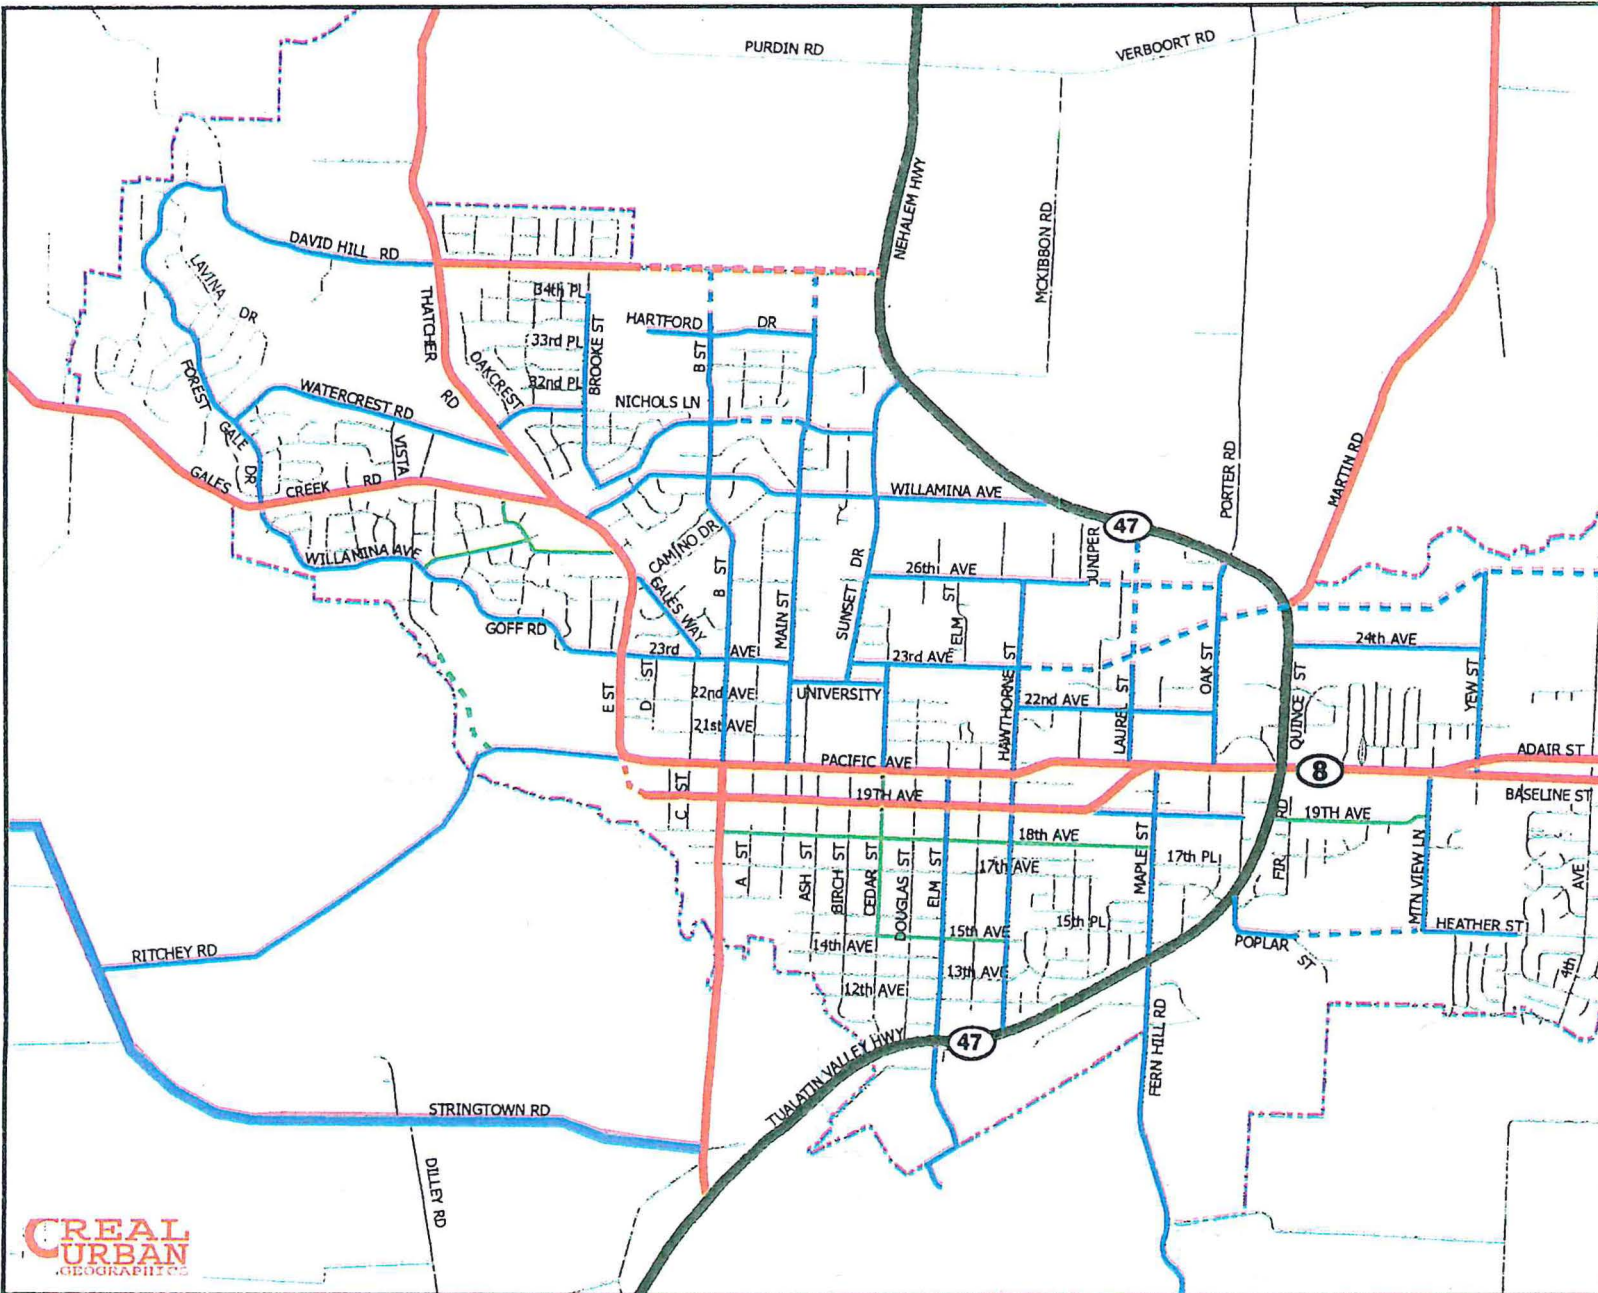 PURDIN RD
VERBOORT RD
NEHALEM HWY
MCKIBBON RD
DAVID HILL RD
LAVINA DR
THATCHER RD
34th PL
HARTFORD DR
BROOKE ST
33rd PL
B ST
OAKCREST
32nd PL
FOREST GALE DR
WATERCREST RD
NICHOLS LN
VISTA
GALES CREEK RD
PORTER RD
MARTIN RD
WILLAMINA AVE
47
CAMINO DR
JUNIPER
WILLANINA AVE
26th AVE
B ST
GALES WAY
MAIN ST
SUNSET DR
ELM ST
GOFF RD
23rd AVE
23rd AVE
24th AVE
E ST
D ST
22nd AVE
UNIVERSITY
HAWTHORNE ST
22nd AVE
LAUREL ST
OAK ST
QUINCE ST
YEW ST
21st AVE
PACIFIC AVE
8
ADAIR ST
C ST
19TH AVE
BASELINE ST
19TH AVE
18th AVE
A ST
ASH ST
BIRCH ST
CEDAR ST
DOUGLAS ST
ELM ST
17th AVE
MAPLE ST
17th PL
FIR RD
MTN VIEW LN
AVE
15th PL
15th AVE
HEATHER ST
14th AVE
POPLAR ST
RITCHEY RD
13th AVE
4th
12th AVE
47
TUALATIN VALLEY HWY
FERN HILL RD
STRINGTOWN RD
DILLEY RD
CREAL
URBAN
GEOGRAPHICS